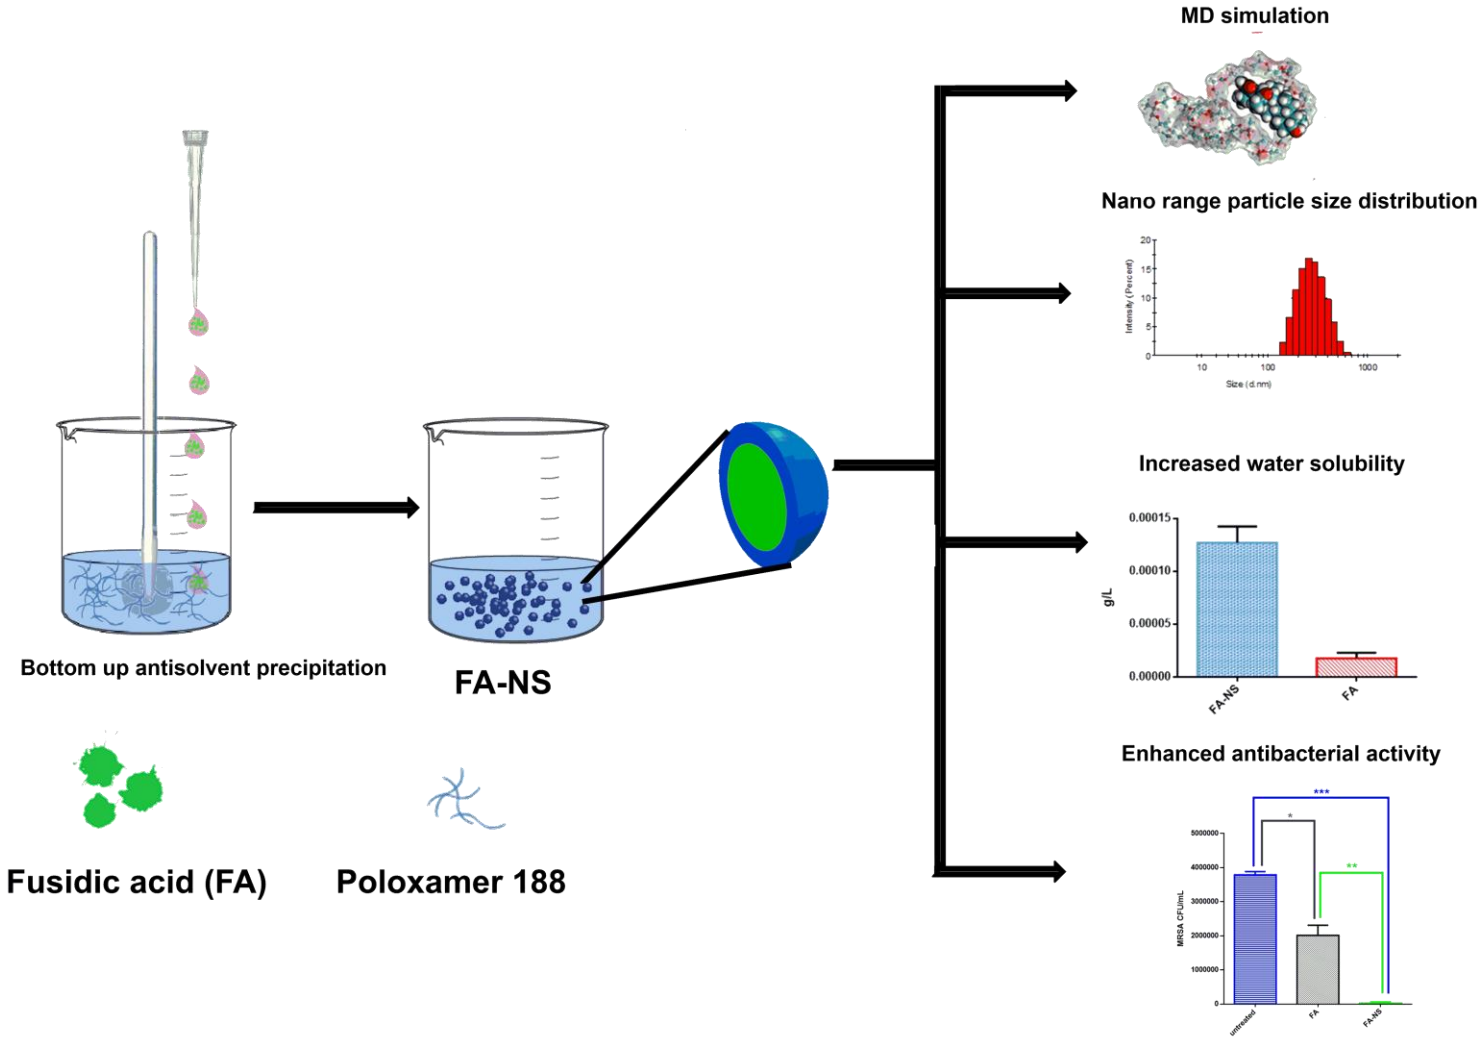 MD simulation
Nano range particle size distribution
20
15
10
5
0
Intensity (Percent)
10 100 1000
Size (d.nm)
Increased water solubility
0.00015
0.00010
0.00005
0.00000
g/L
FA-NS
FA
Bottom up antisolvent precipitation
FA-NS
Fusidic acid (FA)
Poloxamer 188
Enhanced antibacterial activity
***
*
**
5000000
4000000
3000000
2000000
1000000
0
MRSA CFU/mL
untreated
FA
FA-NS